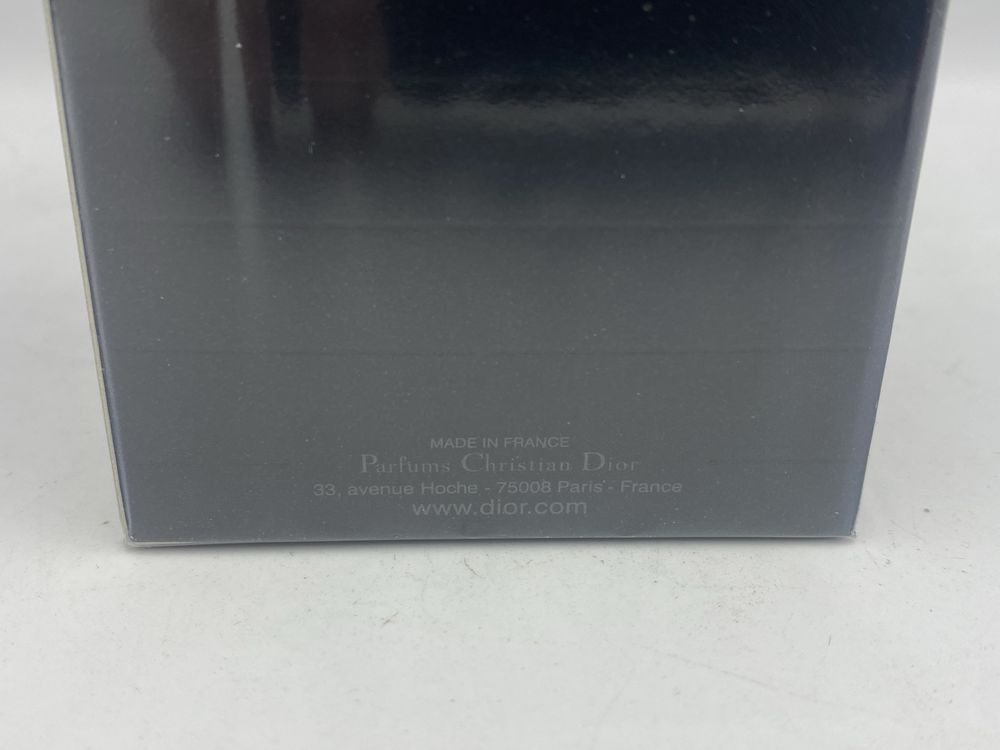 MADE IN FRANCE
Parfums Christian Dior
33, avenue Hoche - 75008 Paris - France
www.dior.com